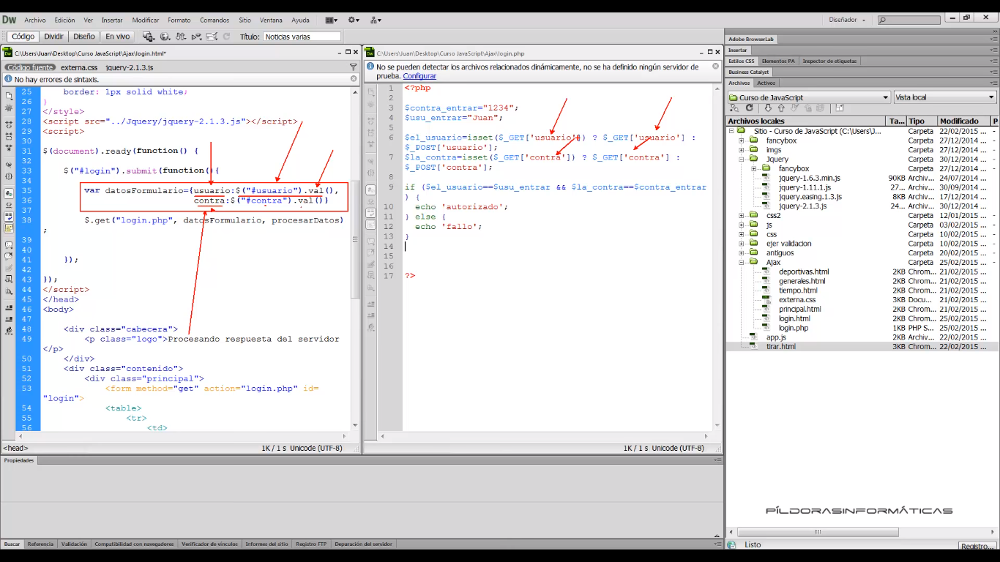 Dw Archivo Edición Ver Insertar Modificar Formato Comandos Sitio Ventana Ayuda Diseñador
Código Dividir Diseño En vivo Título: Noticias varias
C:\Users\Juan\Desktop\Curso JavaScript\Ajax\login.html*
Código fuente externa.css jquery-2.1.3.js
No hay errores de sintaxis.
25 border: 1px solid white;
26 }
27 </style>
28 <script src="../Jquery/jquery-2.1.3.js"></script>
29 <script>
30
31 $(document).ready(function() {
32
33 $("#login").submit(function(){
34
35 var datosFormulario={usuario:$("#usuario").val(),
36 contra:$("#contra").val()}
37
38 $.get("login.php", datosFormulario, procesarDatos)
;
39
40
41 });
42
43 });
44 </script>
45 </head>
46 <body>
47
48 <div class="cabecera">
49 <p class="logo">Procesando respuesta del servidor
</p>
50 </div>
51 <div class="contenido">
52 <div class="principal">
53 <form method="get" action="login.php" id=
"login">
54 <table>
55 <tr>
56 <td>
<head> 1K / 1 s Unicode (UTF-8)
C:\Users\Juan\Desktop\Curso JavaScript\Ajax\login.php
No se pueden detectar los archivos relacionados dinámicamente, no se ha definido ningún servidor de
prueba. Configurar
1 <?php
2
3 $contra_entrar="1234";
4 $usu_entrar="Juan";
5
6 $el_usuario=isset($_GET['usuario']) ? $_GET['usuario'] :
$_POST['usuario'];
7 $la_contra=isset($_GET['contra']) ? $_GET['contra'] :
$_POST['contra'];
8
9 if ($el_usuario==$usu_entrar && $la_contra==$contra_entrar
) {
10 echo 'autorizado';
11 } else {
12 echo 'fallo';
13 }
14
15
16
17 ?>
1K / 1 s Unicode (UTF-8)
Adobe BrowserLab
Insertar
Estilos CSS Elementos PA Inspector de etiquetas
Business Catalyst
Archivos Activos
Curso de JavaScript Vista local
Archivos locales Ta... Tipo Modificado P
Sitio - Curso de JavaScript (C:\Users\J... Carpeta 22/02/2015 ...
fancybox Carpeta 27/12/2014 ...
imgs Carpeta 27/12/2014 ...
Jquery Carpeta 30/12/2014 ...
fancybox Carpeta 27/12/2014 ...
jquery-1.6.3.min.js 90KB Archiv... 27/12/2014 ...
jquery-1.11.1.js 27... Archiv... 27/12/2014 ...
jquery.easing.1.3.js 9KB Archiv... 18/12/2014 ...
jquery-2.1.3.js 24... Archiv... 30/12/2014 ...
css2 Carpeta 12/01/2015 ...
js Carpeta 10/02/2015 ...
css Carpeta 10/02/2015 ...
ejer validacion Carpeta 10/02/2015 ...
antiguos Carpeta 22/02/2015 ...
Ajax Carpeta 25/02/2015 ...
deportivas.html 2KB Chrom... 21/02/2015 ...
generales.html 2KB Chrom... 21/02/2015 ...
tiempo.html 2KB Chrom... 21/02/2015 ...
externa.css 3KB Docu... 21/02/2015 ...
principal.html 2KB Chrom... 22/02/2015 ...
login.html 2KB Chrom... 25/02/2015 ...
login.php 1KB PHP S... 25/02/2015 ...
app.js 2KB Archiv... 22/02/2015 ...
tirar.html 3KB Chrom... 22/02/2015 ...
PÍLDORASINFORMÁTICAS
Listo Registro...
Propiedades
Buscar Referencia Validación Compatibilidad con navegadores Verificador de vínculos Informes del sitio Registro FTP Depuración del servidor